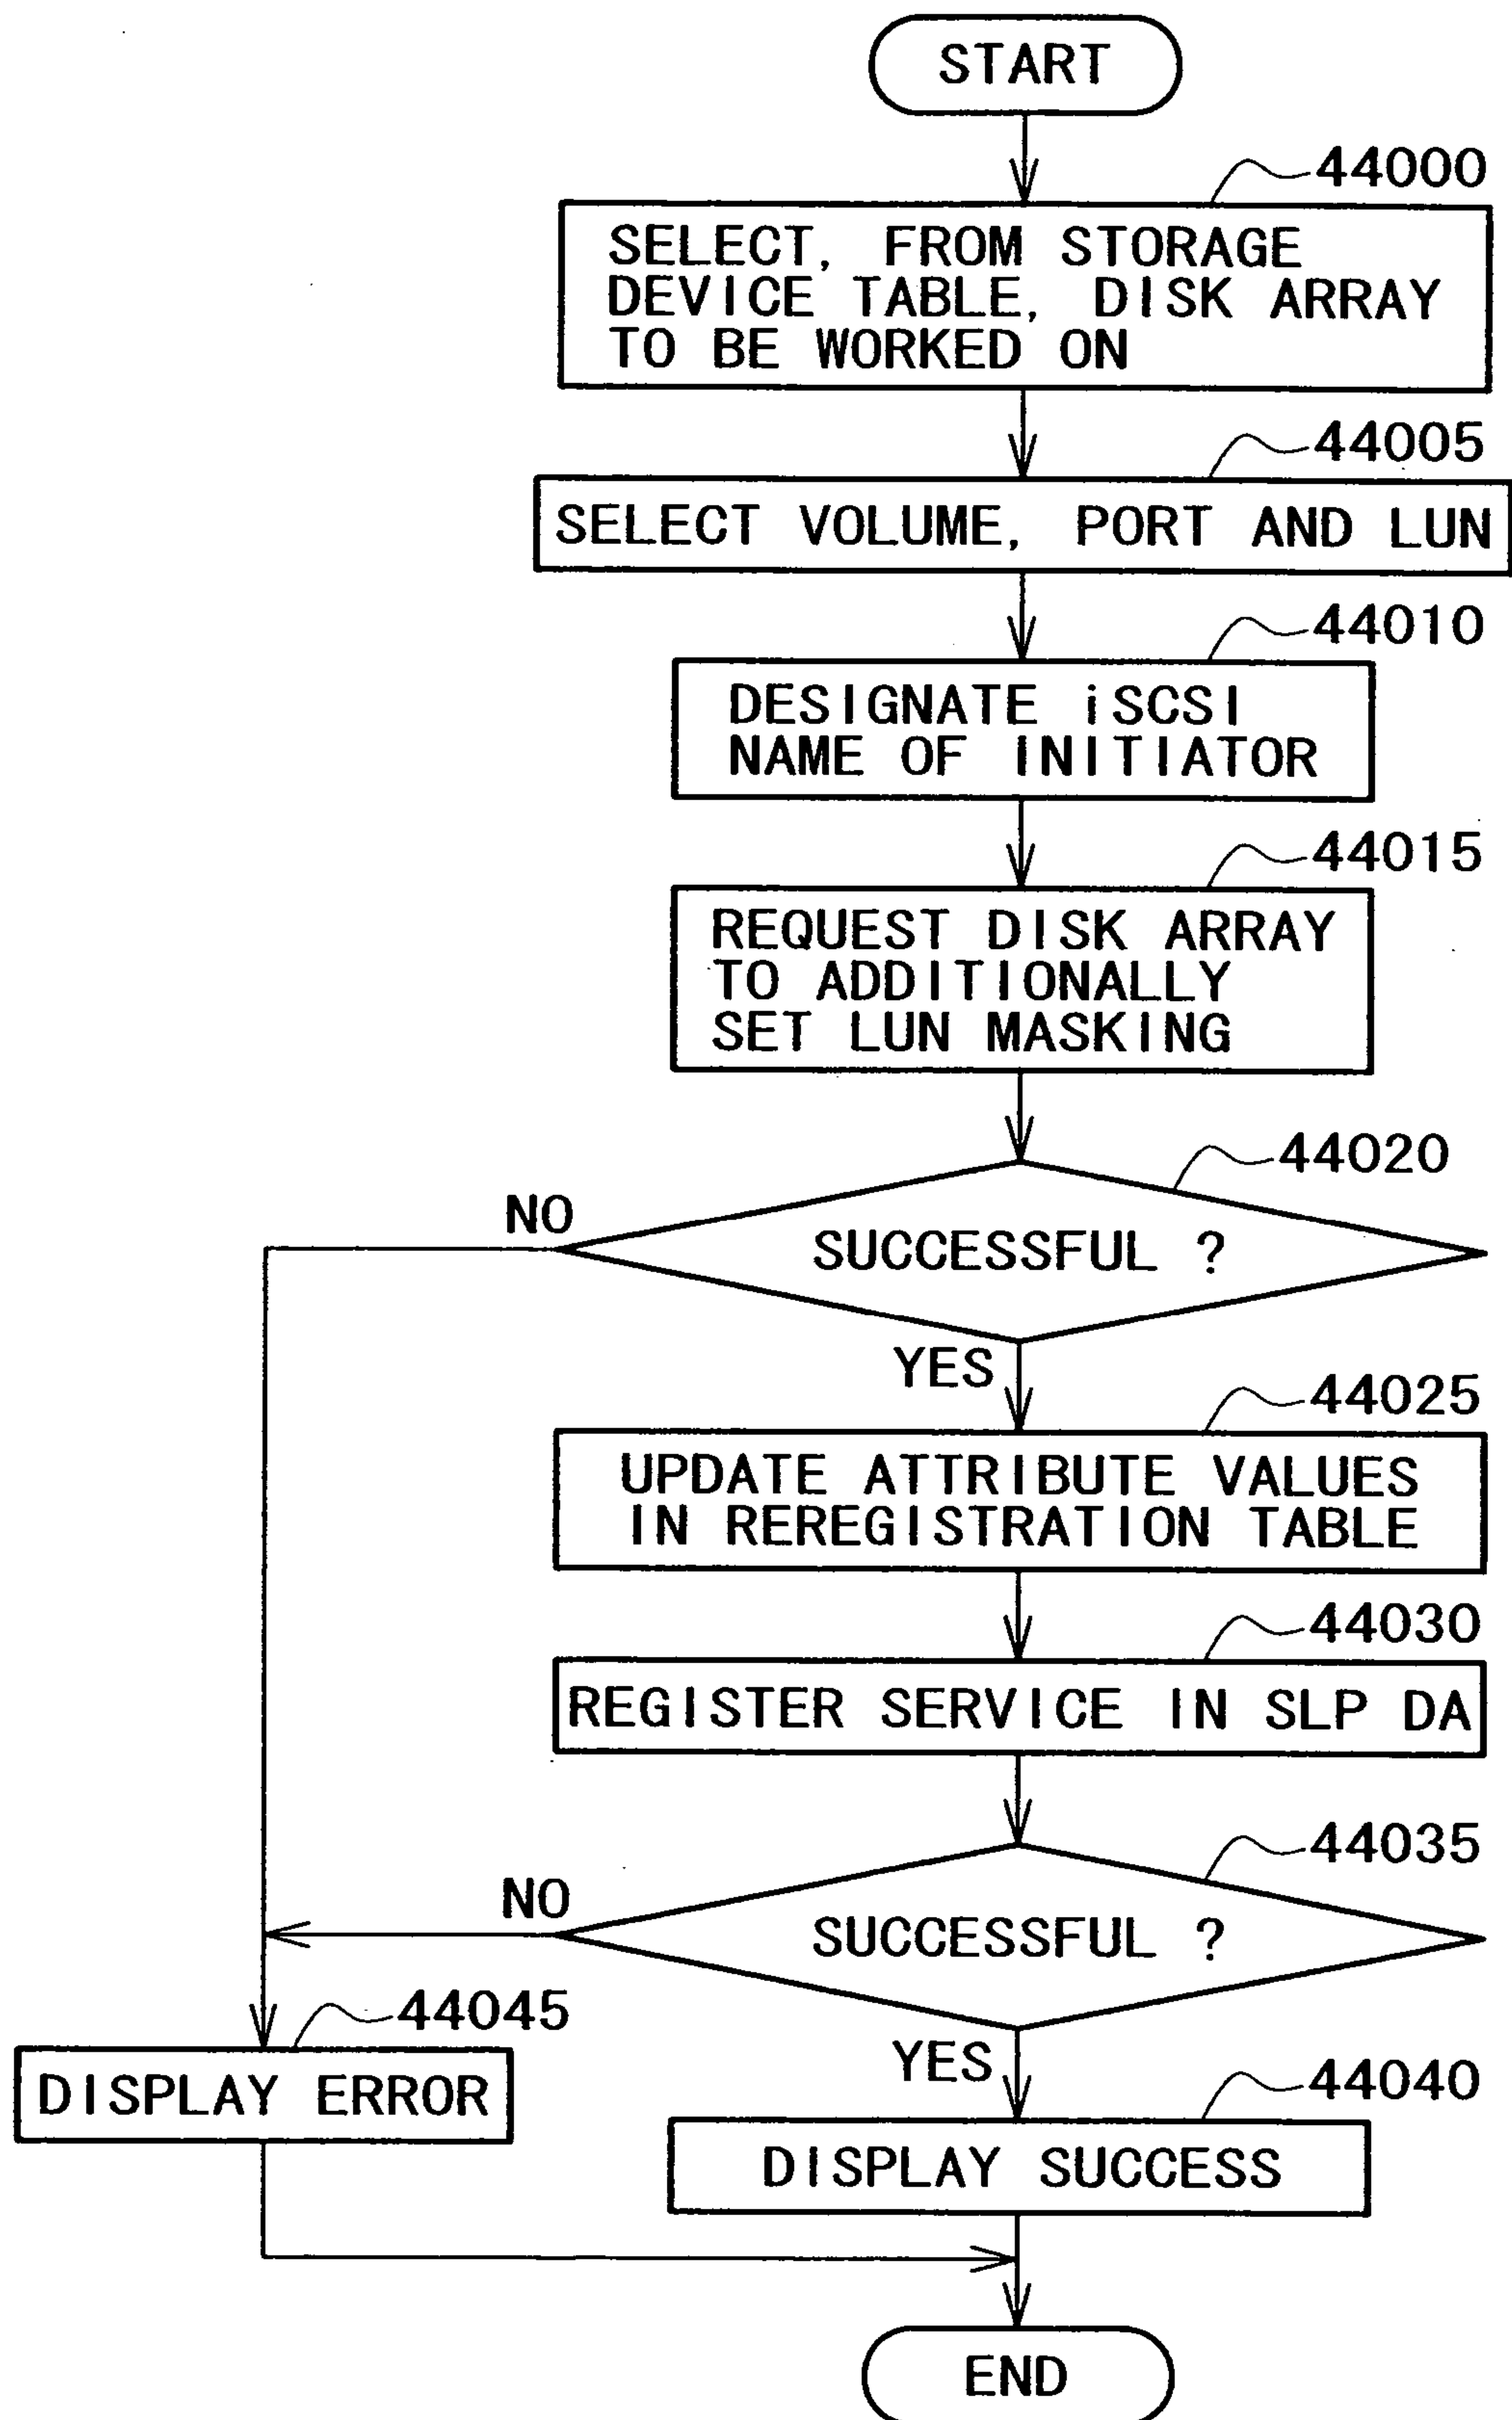 START
44000
SELECT, FROM STORAGE
DEVICE TABLE, DISK ARRAY
TO BE WORKED ON
44005
SELECT VOLUME, PORT AND LUN
44010
DESIGNATE iSCSI
NAME OF INITIATOR
44015
REQUEST DISK ARRAY
TO ADDITIONALLY
SET LUN MASKING
44020
NO
SUCCESSFUL ?
YES
44025
UPDATE ATTRIBUTE VALUES
IN REREGISTRATION TABLE
44030
REGISTER SERVICE IN SLP DA
44035
NO
SUCCESSFUL ?
44045
YES
44040
DISPLAY ERROR
DISPLAY SUCCESS
END